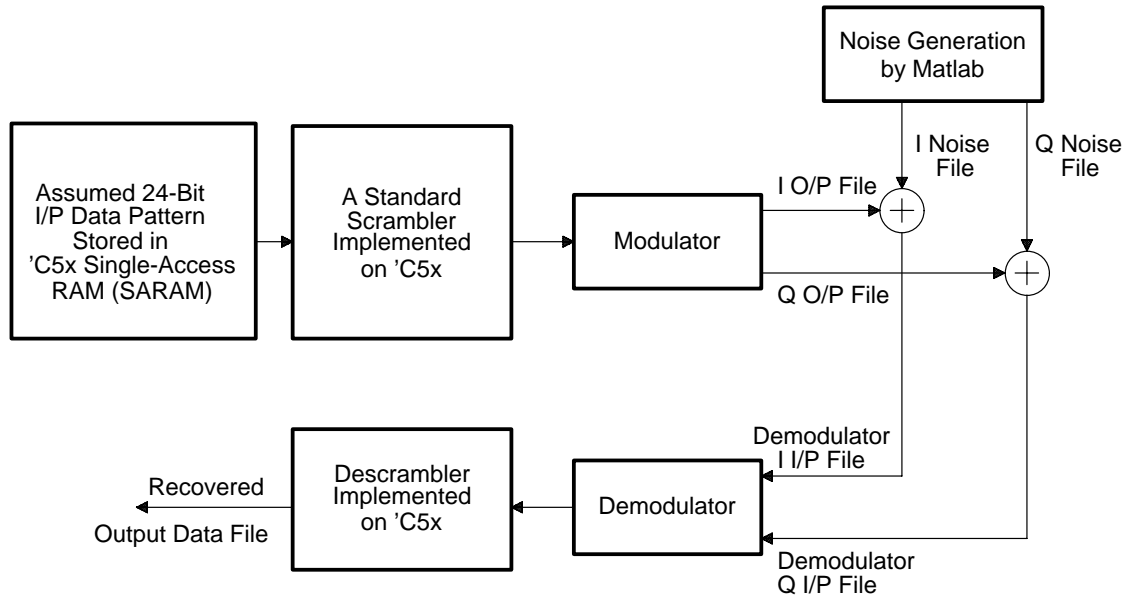 Noise Generation
by Matlab
I Noise
File
Q Noise
File
Assumed 24-Bit
I/P Data Pattern
Stored in
’C5x Single-Access
RAM (SARAM)
A Standard
Scrambler
Implemented
on ’C5x
Modulator
I O/P File
Q O/P File
Demodulator
I I/P File
Demodulator
Demodulator
Q I/P File
Descrambler
Implemented
on ’C5x
Recovered
Output Data File